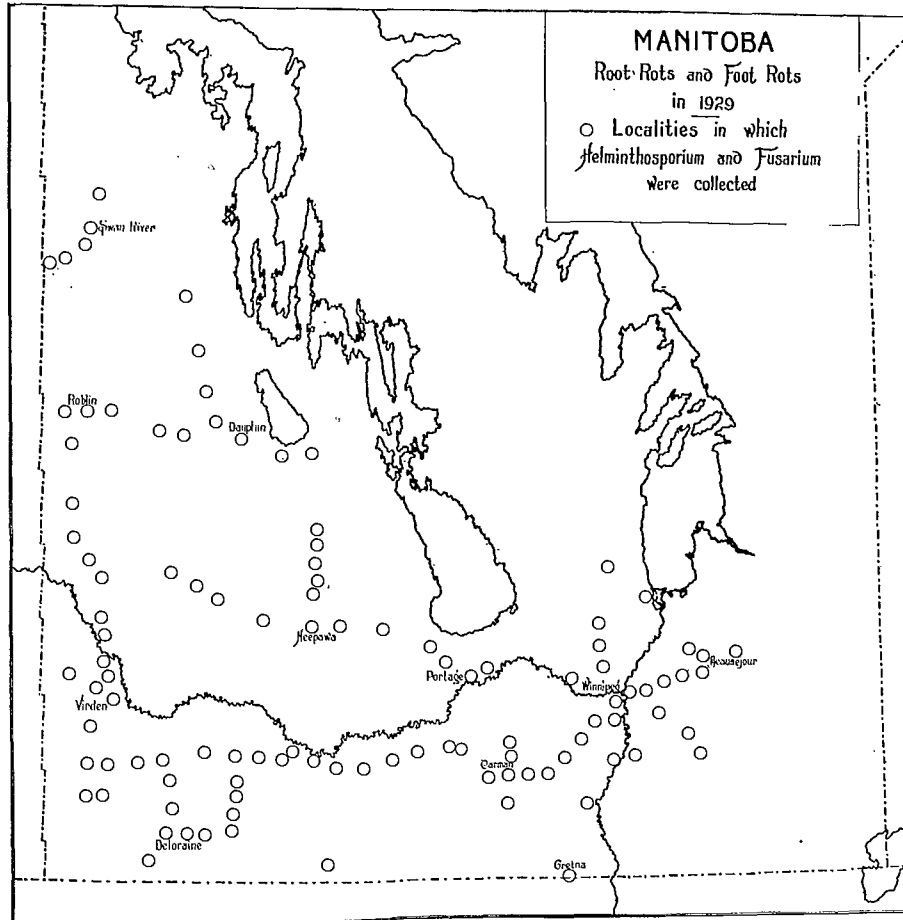 MANITOBA
Root Rots and Foot Rots
in 1929
O Localities in which
Helminthosporium and Fusarium
were collected
Swan River
Roblin
Dauphin
Neepawa
Portage
Winnipeg
Beausejour
Virden
Carman
Deloraine
Gretna